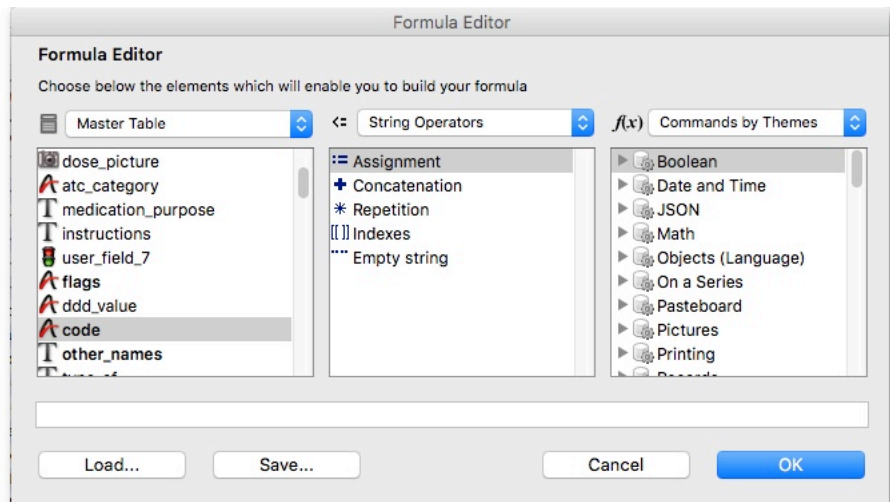 Formula Editor
Formula Editor
Choose below the elements which will enable you to build your formula
Master Table
<= String Operators
f(x) Commands by Themes
dose_picture
atc_category
medication_purpose
instructions
user_field_7
flags
ddd_value
code
other_names
:= Assignment
+ Concatenation
* Repetition
[[ ]] Indexes
"" Empty string
Boolean
Date and Time
JSON
Math
Objects (Language)
On a Series
Pasteboard
Pictures
Printing
Load...
Save...
Cancel
OK